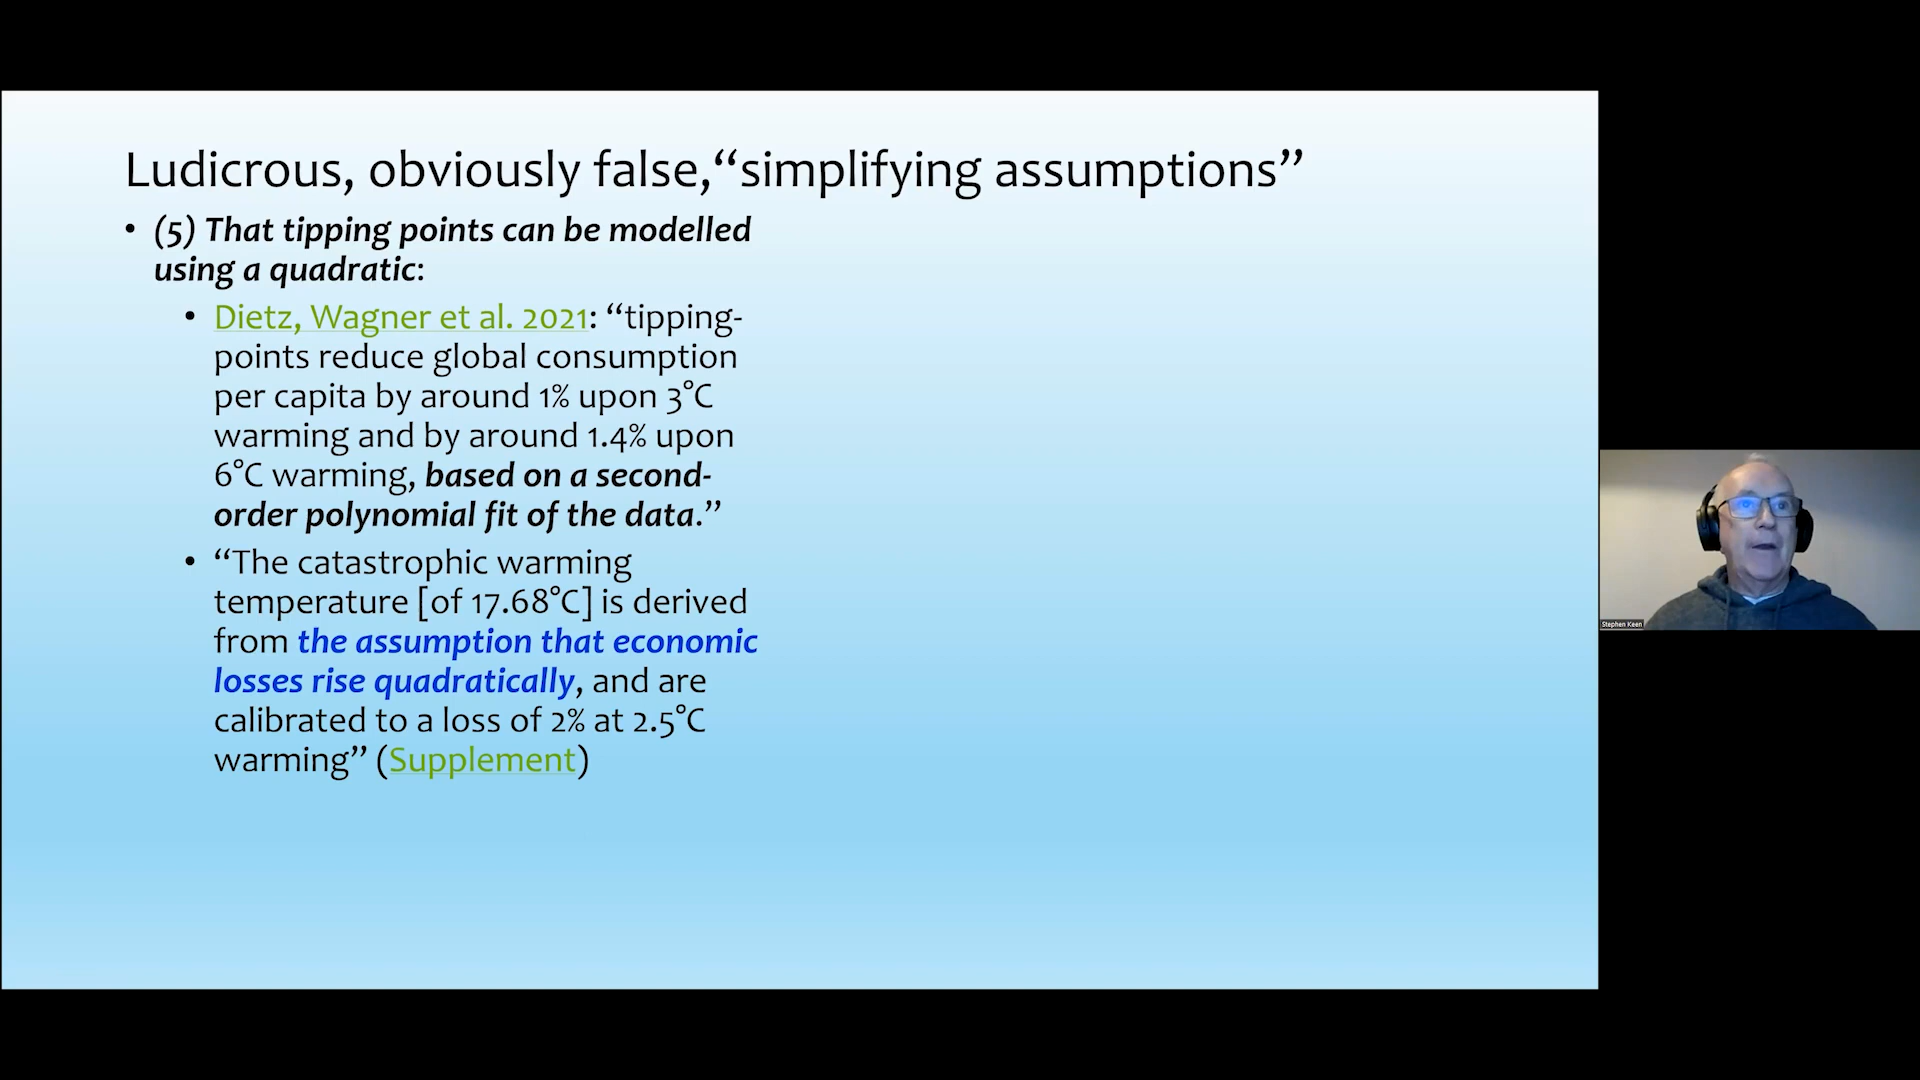 Ludicrous, obviously false,“simplifying assumptions”
• (5) That tipping points can be modelled
using a quadratic:
• Dietz, Wagner et al. 2021: “tipping-
points reduce global consumption
per capita by around 1% upon 3°C
warming and by around 1.4% upon
6°C warming, based on a second-
order polynomial fit of the data.”
• “The catastrophic warming
temperature [of 17.68°C] is derived
from the assumption that economic
losses rise quadratically, and are
calibrated to a loss of 2% at 2.5°C
warming” (Supplement)
Stephen Keen